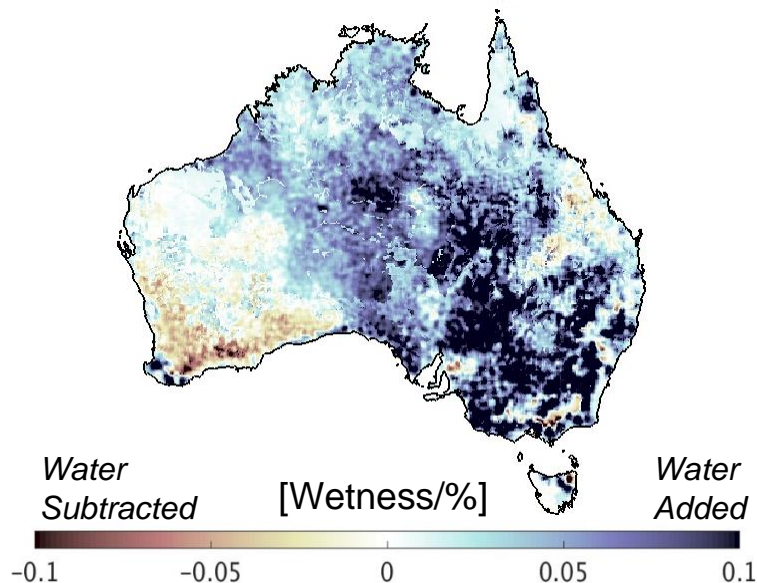 Water
Subtracted
[Wetness/%]
Water
Added
−0.1
−0.05
0
0.05
0.1